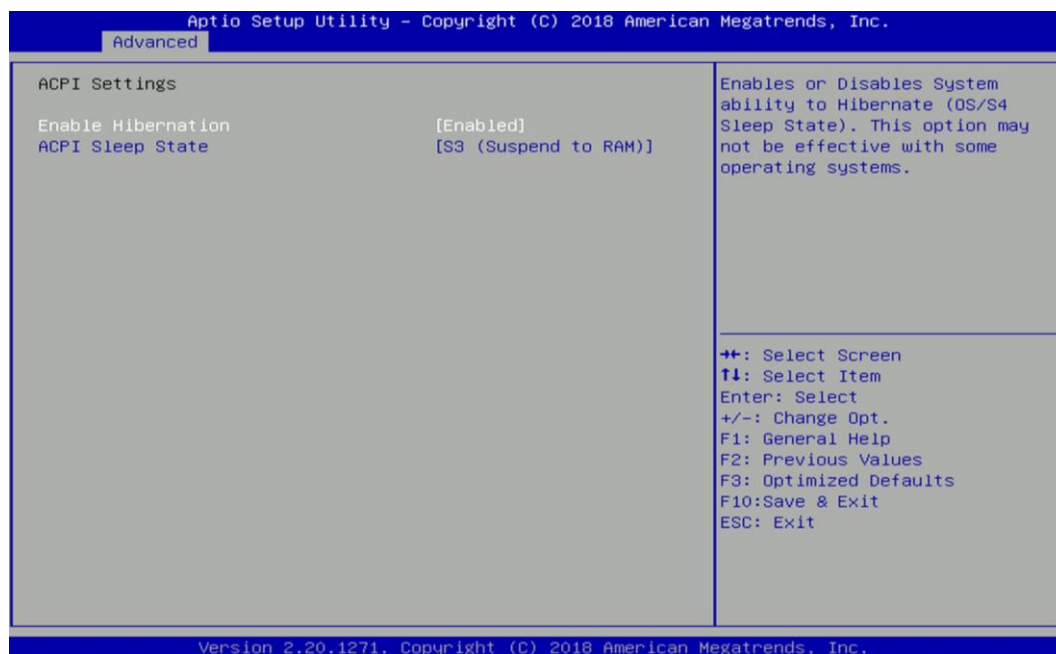 Aptio Setup Utility – Copyright (C) 2018 American Megatrends, Inc.
Advanced
ACPI Settings
Enable Hibernation [Enabled]
ACPI Sleep State [S3 (Suspend to RAM)]
Enables or Disables System
ability to Hibernate (OS/S4
Sleep State). This option may
not be effective with some
operating systems.
→←: Select Screen
↑↓: Select Item
Enter: Select
+/-: Change Opt.
F1: General Help
F2: Previous Values
F3: Optimized Defaults
F10:Save & Exit
ESC: Exit
Version 2.20.1271. Copyright (C) 2018 American Megatrends, Inc.